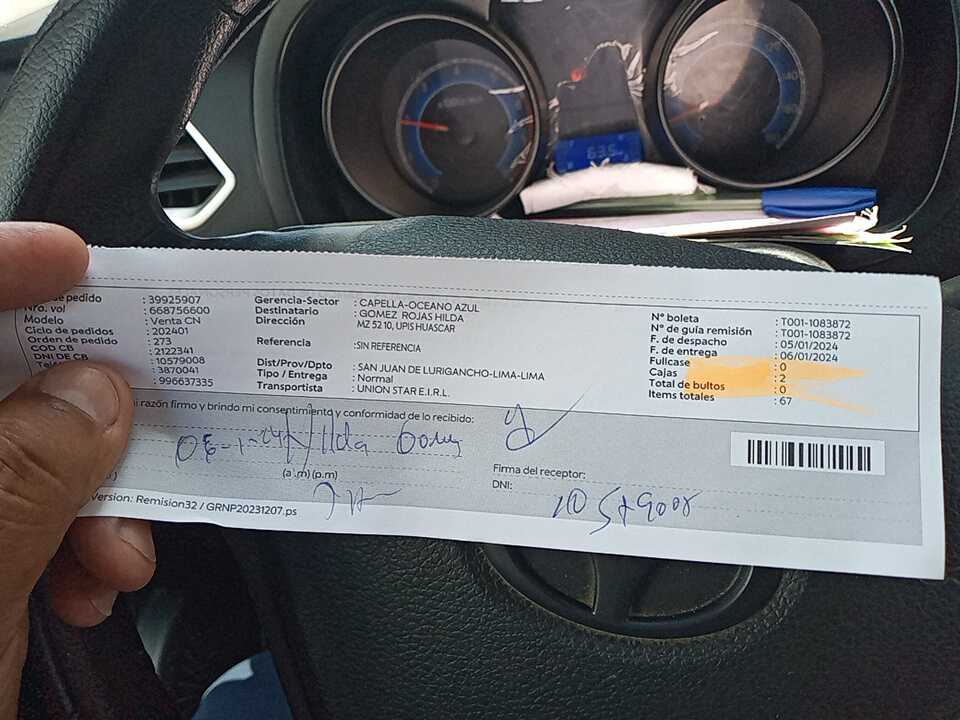 de pedido : 39925907
Nro. vol : 668756600
Modelo : Venta CN
Ciclo de pedidos : 202401
Orden de pedido : 273
COD CB : 2122341
DNI DE CB : 10579008
: 3870041
: 996637335
Gerencia-Sector : CAPELLA-OCEANO AZUL
Destinatario : GOMEZ ROJAS HILDA
Dirección MZ 52 10, UPIS HUASCAR
Referencia :SIN REFERENCIA
Dist/Prov/Dpto : SAN JUAN DE LURIGANCHO-LIMA-LIMA
Tipo / Entrega : Normal
Transportista : UNION STAR E.I.R.L.
N° boleta : T001-1083872
N° de guía remisión : T001-1083872
F. de despacho : 05/01/2024
F. de entrega : 06/01/2024
Fullcase : 0
Cajas : 2
Total de bultos : 0
Items totales : 67
mi razón firmo y brindo mi consentimiento y conformidad de lo recibido:
Hilda Gomez
(a.m) (p.m)
Firma del receptor:
DNI: 10579008
Version: Remision32 / GRNP20231207.ps
635